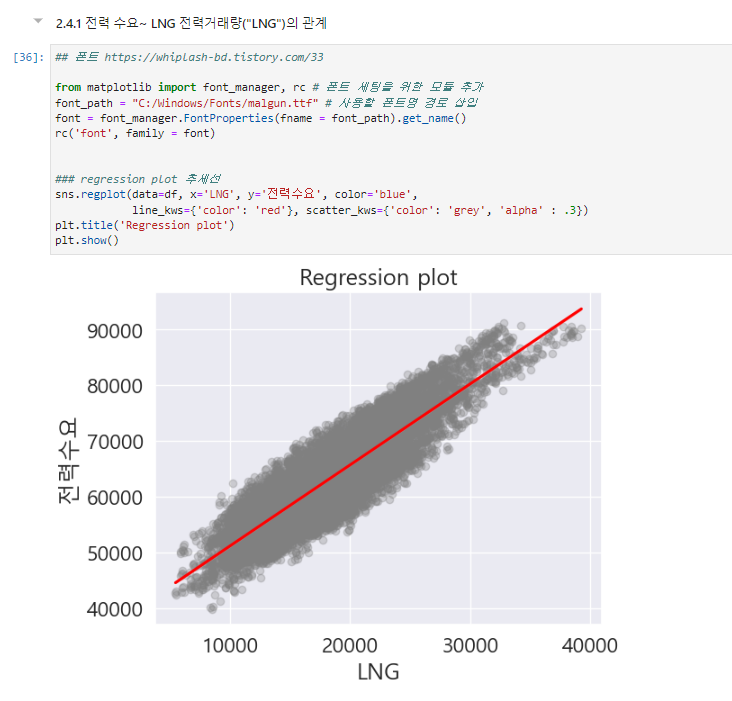 2.4.1 전력 수요~ LNG 전력거래량("LNG")의 관계
[36]:
## 폰트 https://whiplash-bd.tistory.com/33
from matplotlib import font_manager, rc # 폰트 세팅을 위한 모듈 추가
font_path = "C:/Windows/Fonts/malgun.ttf" # 사용할 폰트명 경로 삽입
font = font_manager.FontProperties(fname = font_path).get_name()
rc('font', family = font)
### regression plot 추세선
sns.regplot(data=df, x='LNG', y='전력수요', color='blue',
line_kws={'color': 'red'}, scatter_kws={'color': 'grey', 'alpha' : .3})
plt.title('Regression plot')
plt.show()
Regression plot
90000
80000
70000
60000
50000
40000
전력수요
10000 20000 30000 40000
LNG